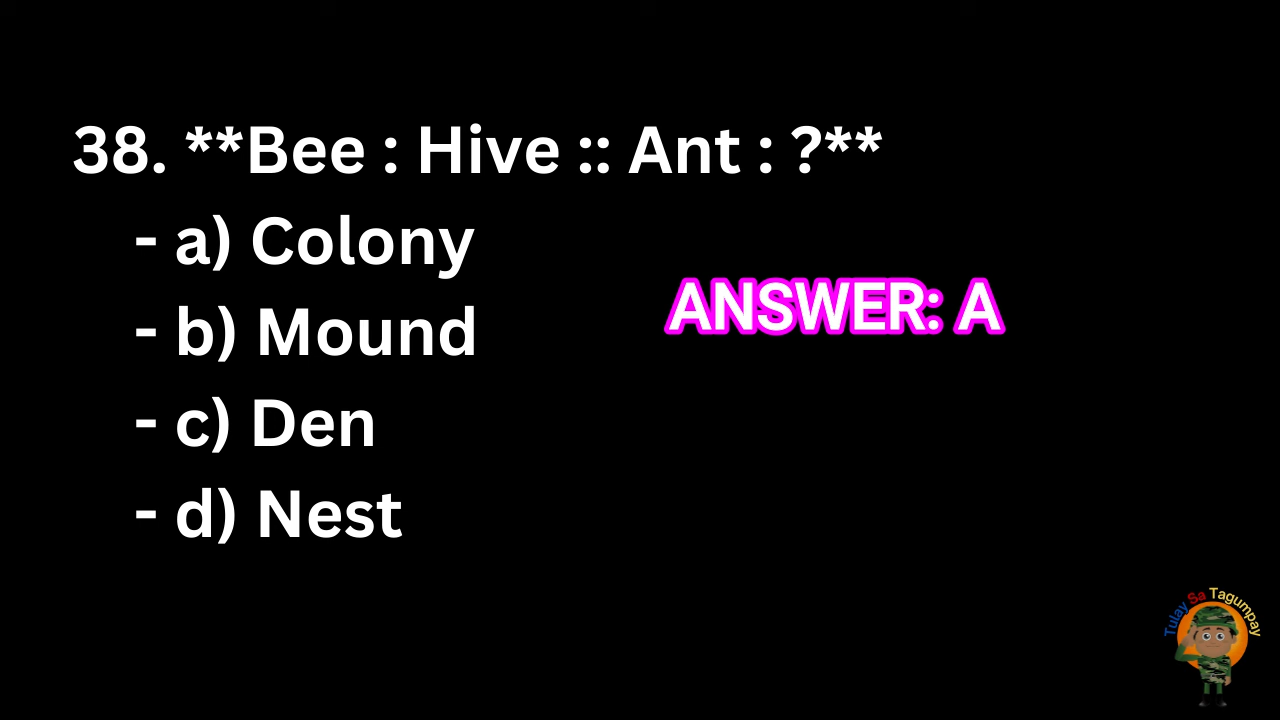 38. **Bee : Hive :: Ant : ?**
- a) Colony
ANSWER: A
- b) Mound
- c) Den
- d) Nest
Tulay Sa Tagumpay